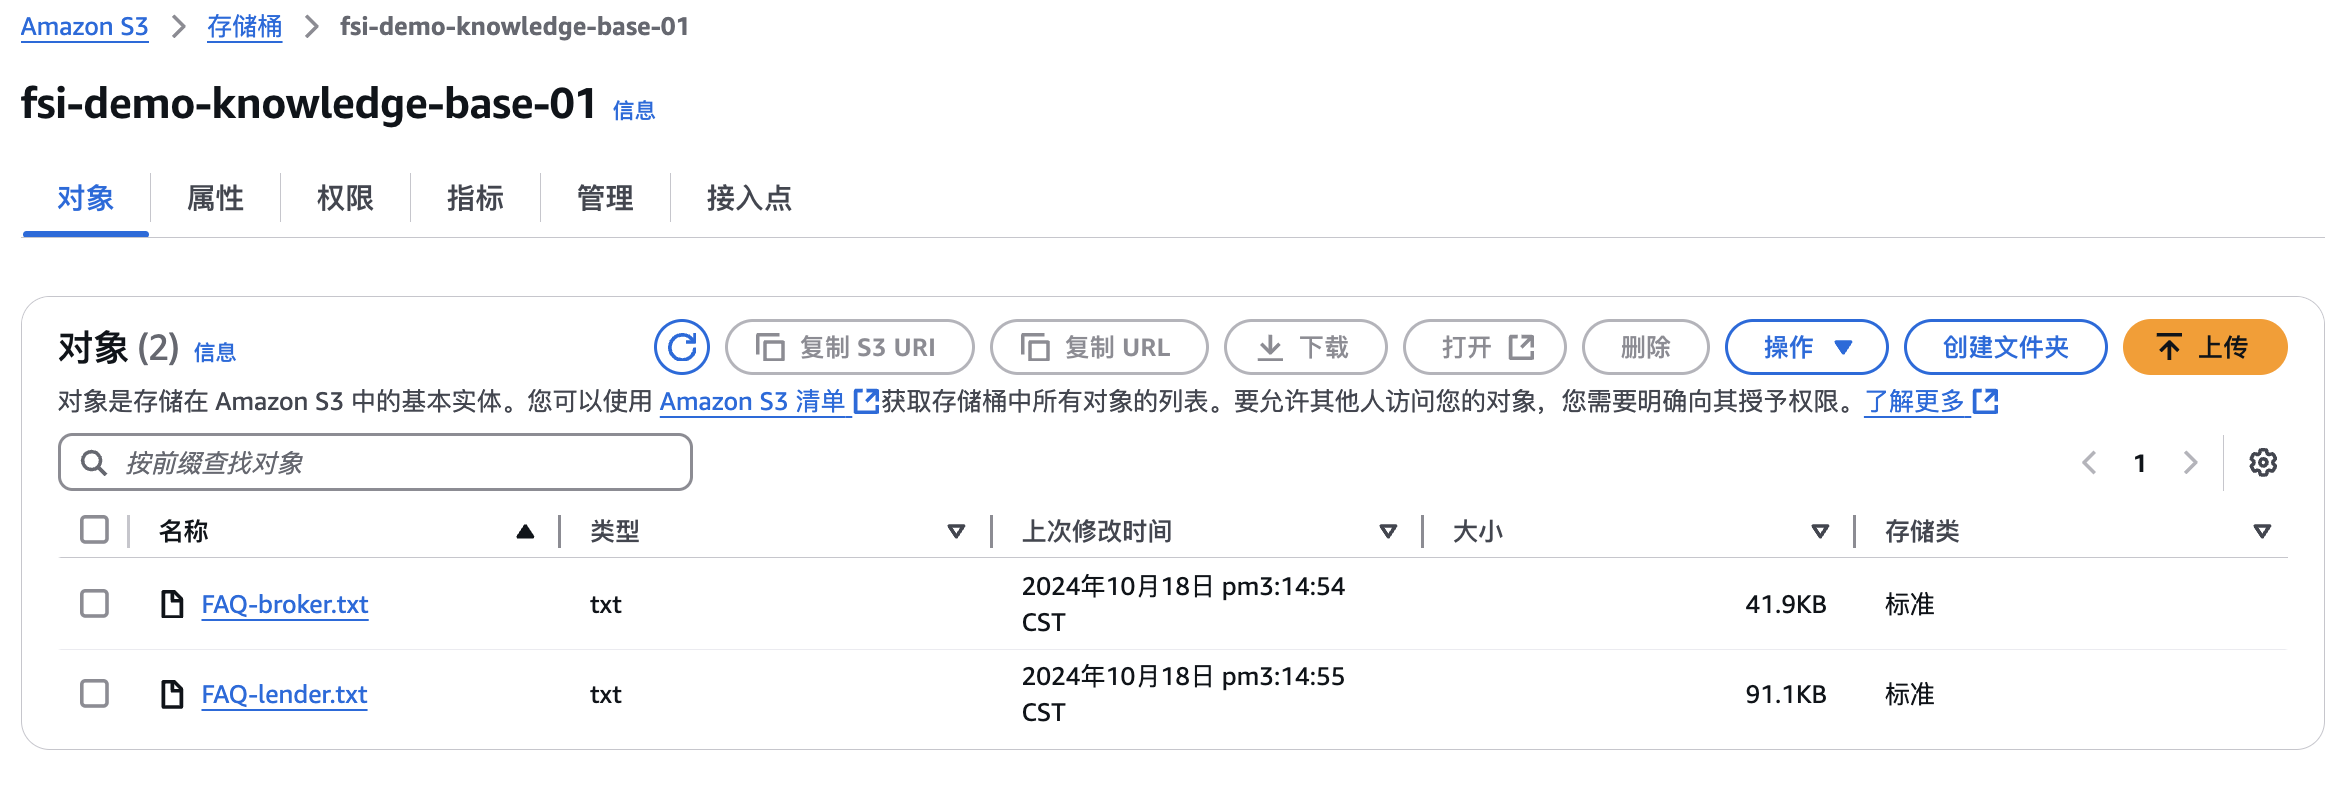 Amazon S3 > 存储桶 > fsi-demo-knowledge-base-01
fsi-demo-knowledge-base-01 信息
对象 属性 权限 指标 管理 接入点
对象 (2) 信息 复制 S3 URI 复制 URL 下载 打开 删除 操作 创建文件夹 上传
对象是存储在 Amazon S3 中的基本实体。您可以使用 Amazon S3 清单 获取存储桶中所有对象的列表。要允许其他人访问您的对象，您需要明确向其授予权限。了解更多
按前缀查找对象 1
名称 类型 上次修改时间 大小 存储类
FAQ-broker.txt txt 2024年10月18日 pm3:14:54 CST 41.9KB 标准
FAQ-lender.txt txt 2024年10月18日 pm3:14:55 CST 91.1KB 标准